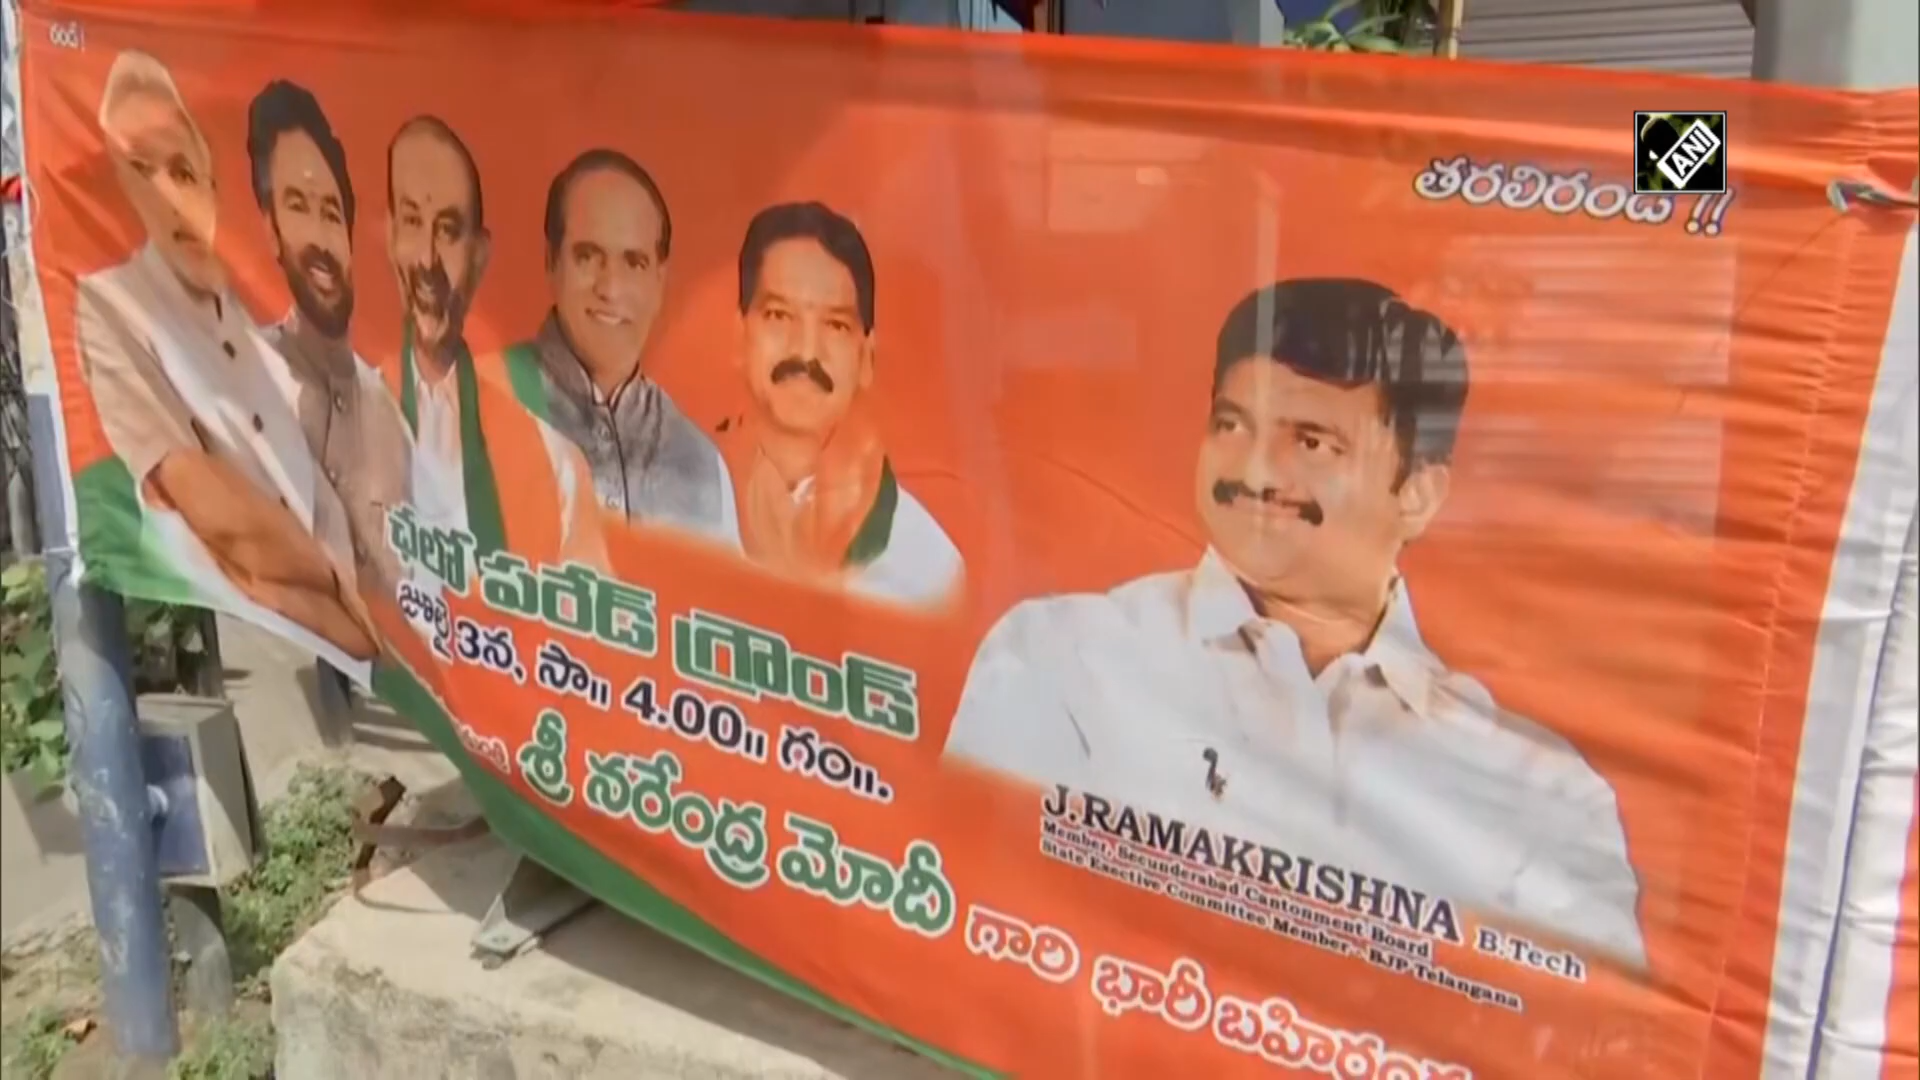 రండి!
తరలిరండి !!
ANI
ఛలో పరేడ్ గ్రౌండ్
జూలై 3న, సా॥ 4.00॥ గం॥.
శ్రీ నరేంద్ర మోదీ గారి భారీ బహిరంగ
J.RAMAKRISHNA B.Tech
Member, Secunderabad Cantonment Board
State Exective Committee Member - BJP Telangana